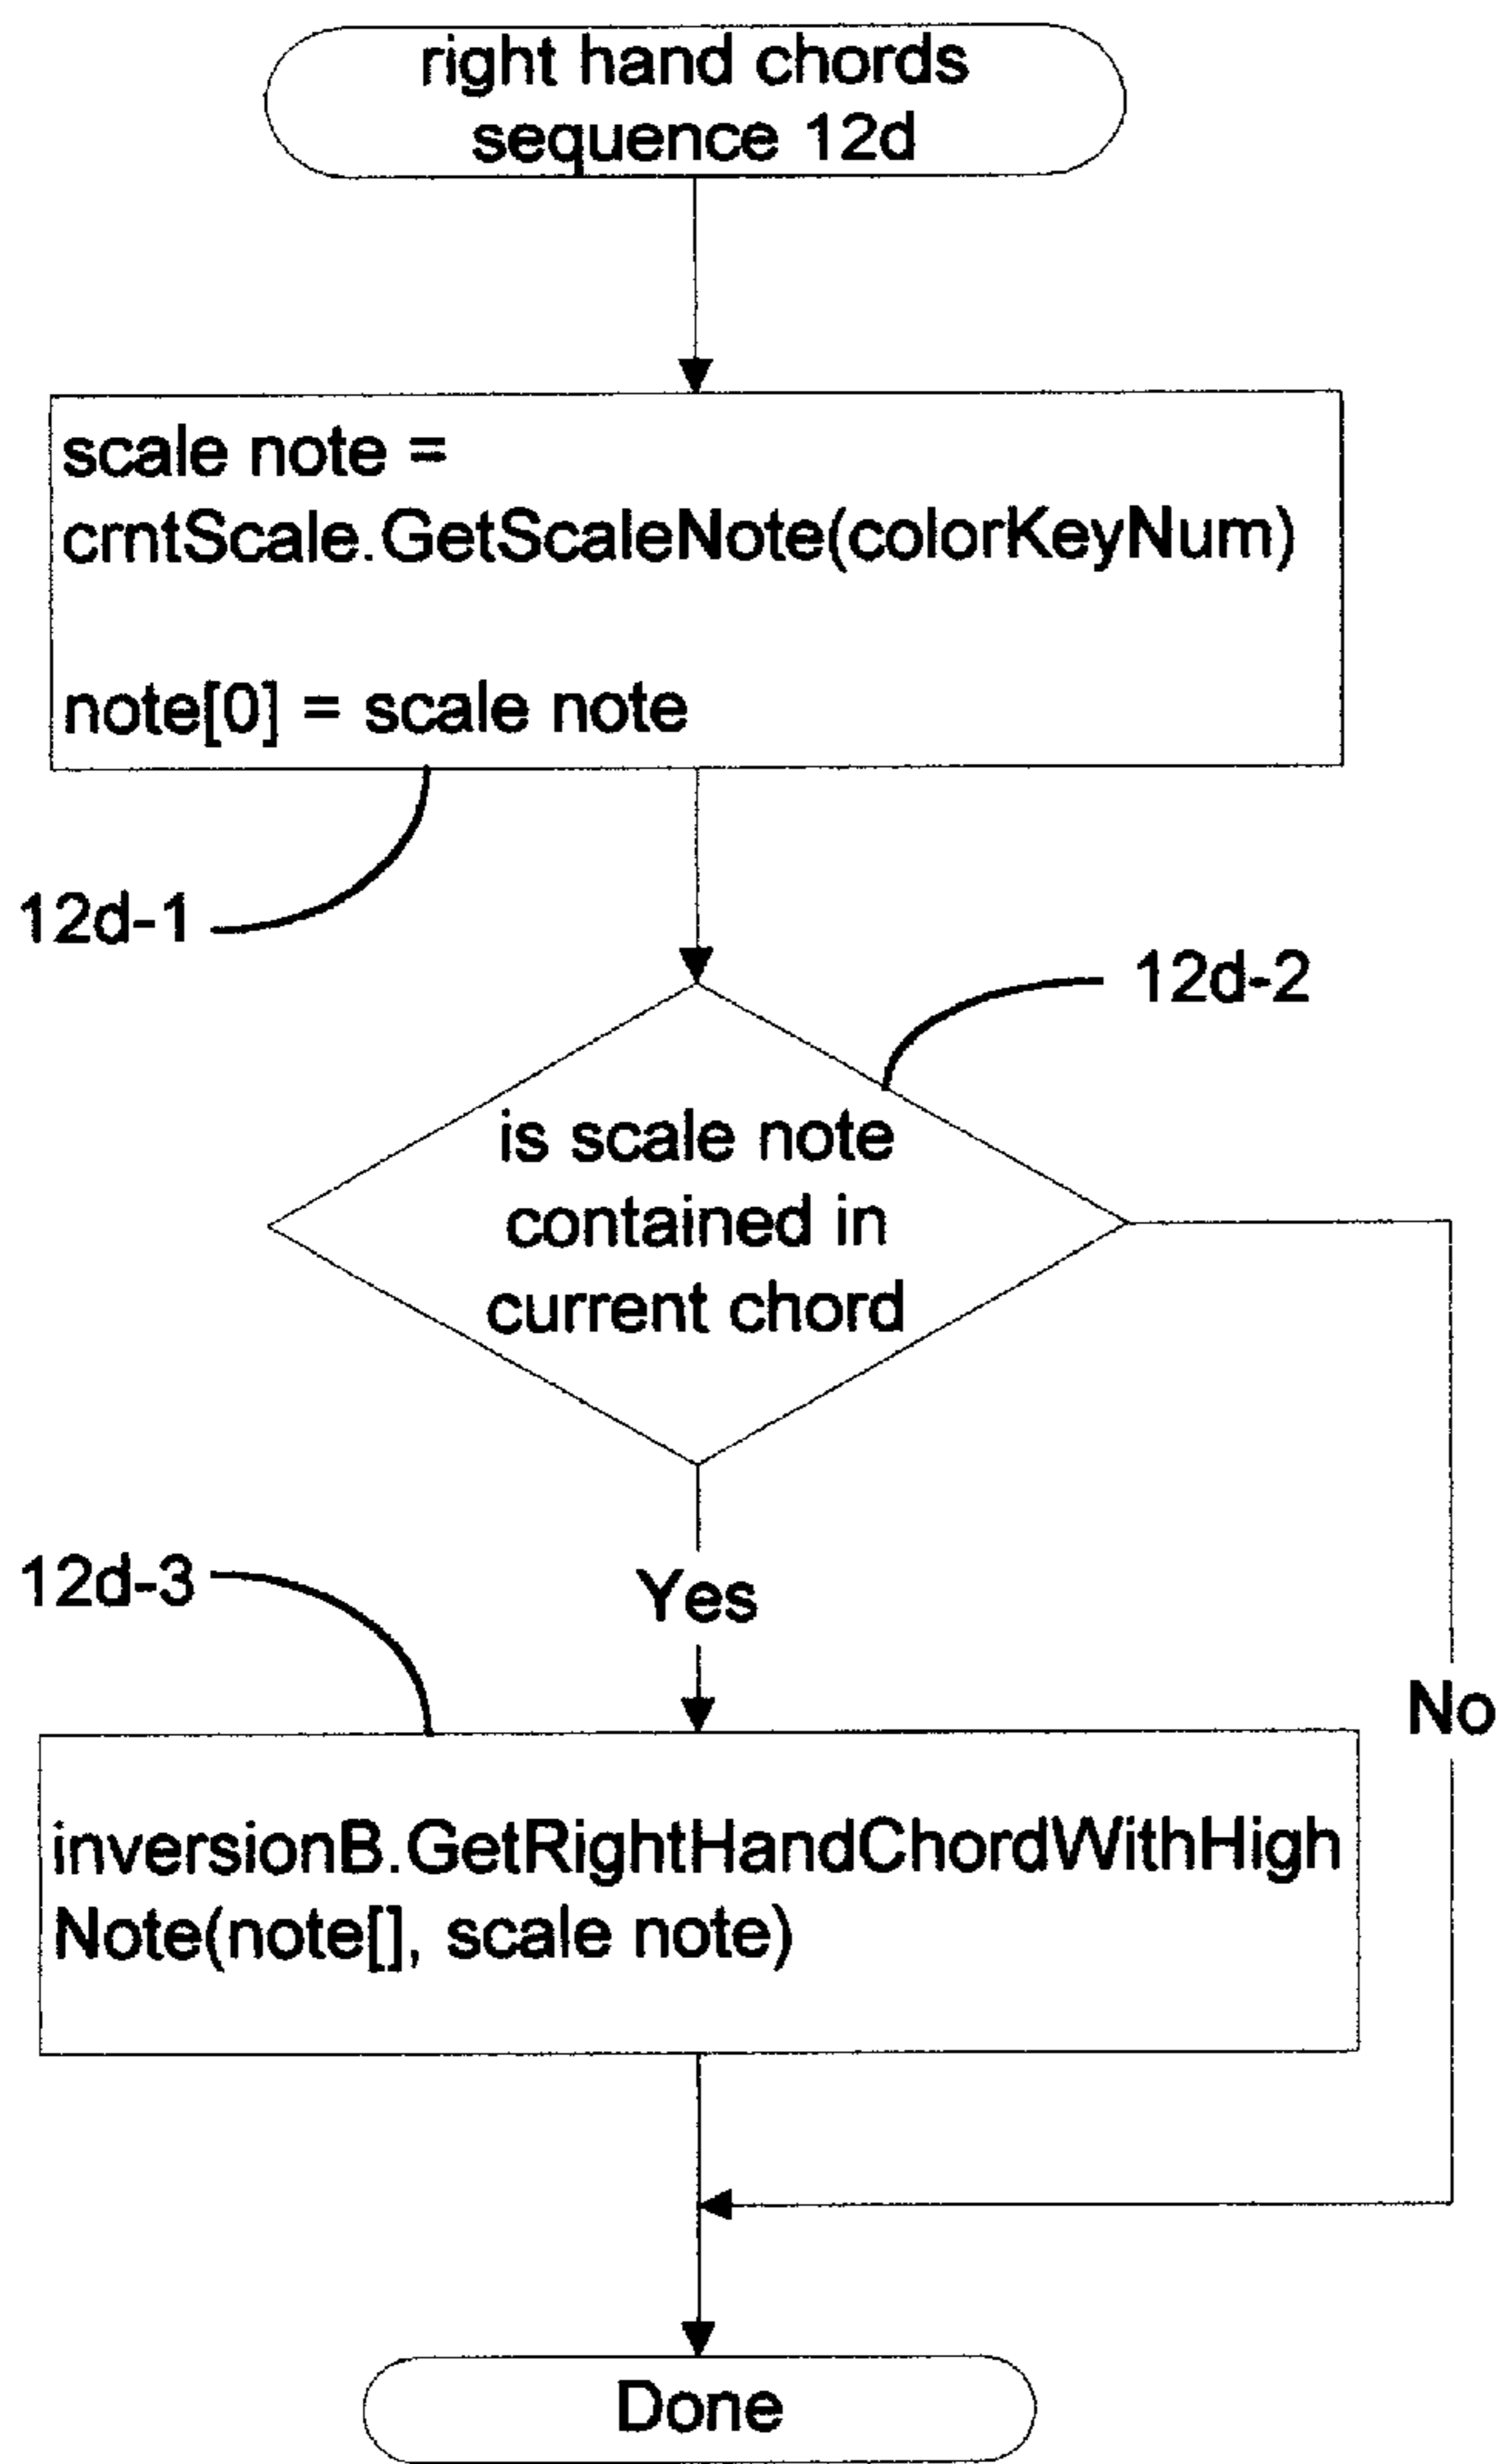 right hand chords
sequence 12d
scale note =
crntScale.GetScaleNote(colorKeyNum)
note[0] = scale note
12d-1
12d-2
is scale note
contained in
current chord
12d-3
Yes
No
inversionB.GetRightHandChordWithHigh
Note(note[], scale note)
Done